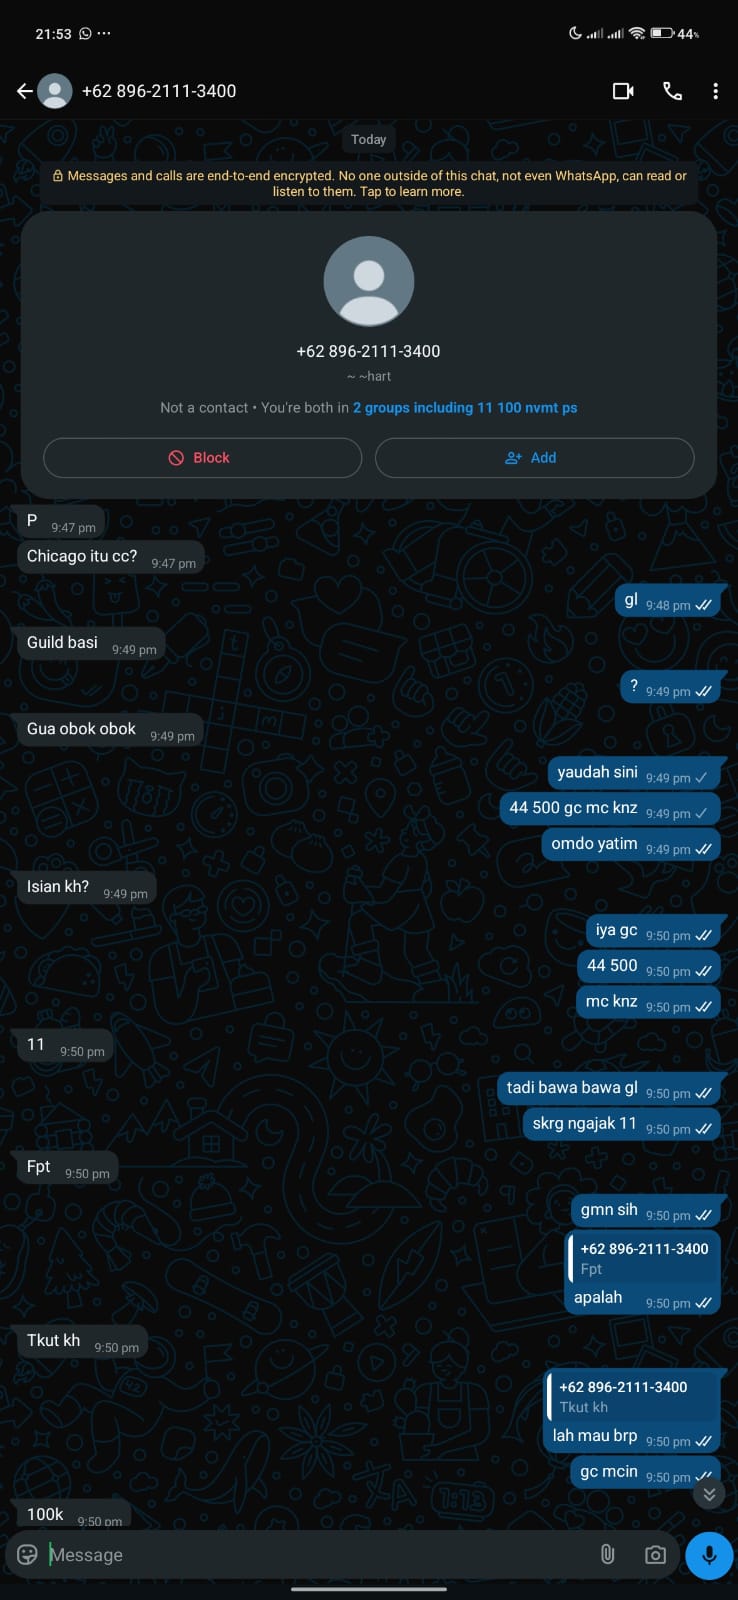 21:53
44%
+62 896-2111-3400
Today
Messages and calls are end-to-end encrypted. No one outside of this chat, not even WhatsApp, can read or
listen to them. Tap to learn more.
+62 896-2111-3400
~ ~hart
Not a contact • You're both in 2 groups including 11 100 nvmt ps
Block
Add
P 9:47 pm
Chicago itu cc? 9:47 pm
gl 9:48 pm
Guild basi 9:49 pm
? 9:49 pm
Gua obok obok 9:49 pm
yaudah sini 9:49 pm
44 500 gc mc knz 9:49 pm
omdo yatim 9:49 pm
Isian kh? 9:49 pm
iya gc 9:50 pm
44 500 9:50 pm
mc knz 9:50 pm
11 9:50 pm
tadi bawa bawa gl 9:50 pm
skrg ngajak 11 9:50 pm
Fpt 9:50 pm
gmn sih 9:50 pm
+62 896-2111-3400
Fpt
apalah 9:50 pm
Tkut kh 9:50 pm
+62 896-2111-3400
Tkut kh
lah mau brp 9:50 pm
gc mcin 9:50 pm
100k 9:50 pm
Message